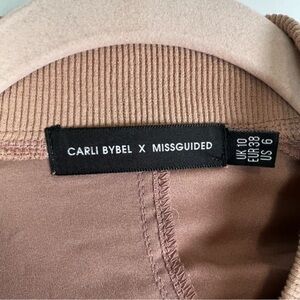 CARLI BYBEL X MISSGUIDED
UK 10
EUR 38
US 6